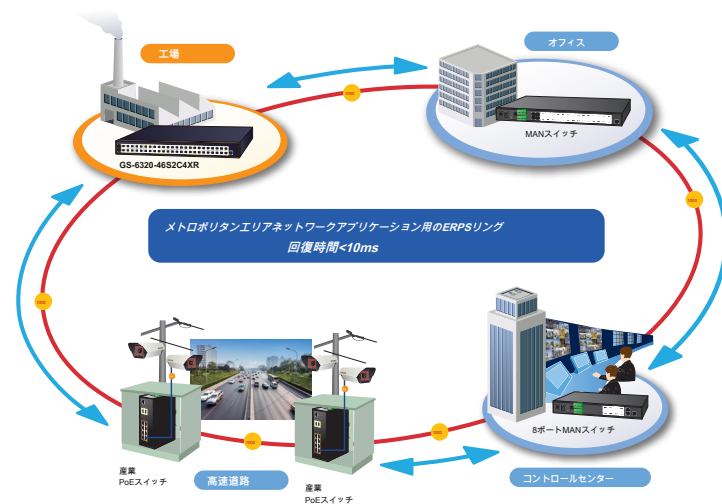 工場
オフィス
MANスイッチ
GS-6320-46S2C4XR
メトロポリタンエリアネットワークアプリケーション用のERPSリング
回復時間<10ms
8ポートMANスイッチ
産業
PoEスイッチ
高速道路
産業
PoEスイッチ
コントロールセンター